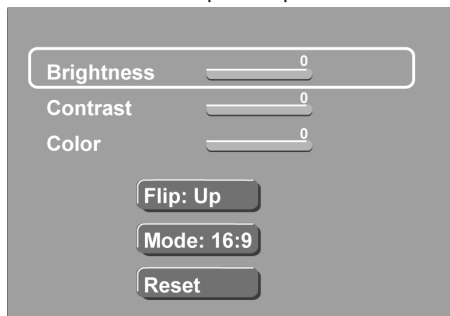 Brightness 0
Contrast 0
Color 0
Flip: Up
Mode: 16:9
Reset